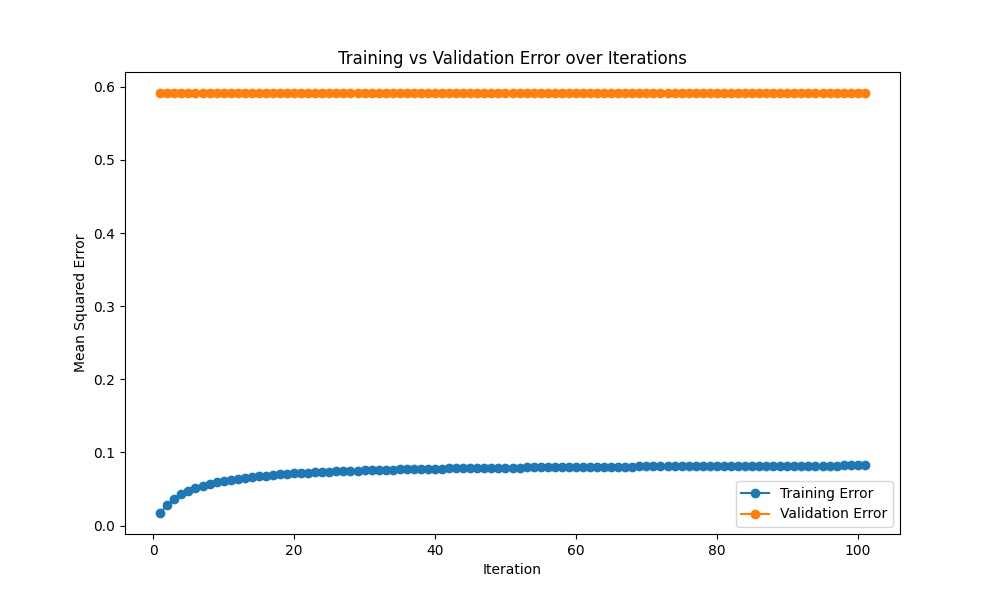 Training vs Validation Error over Iterations
0.6
0.5
0.4
0.3
0.2
0.1
0.0
Mean Squared Error
Training Error
Validation Error
0 20 40 60 80 100
Iteration